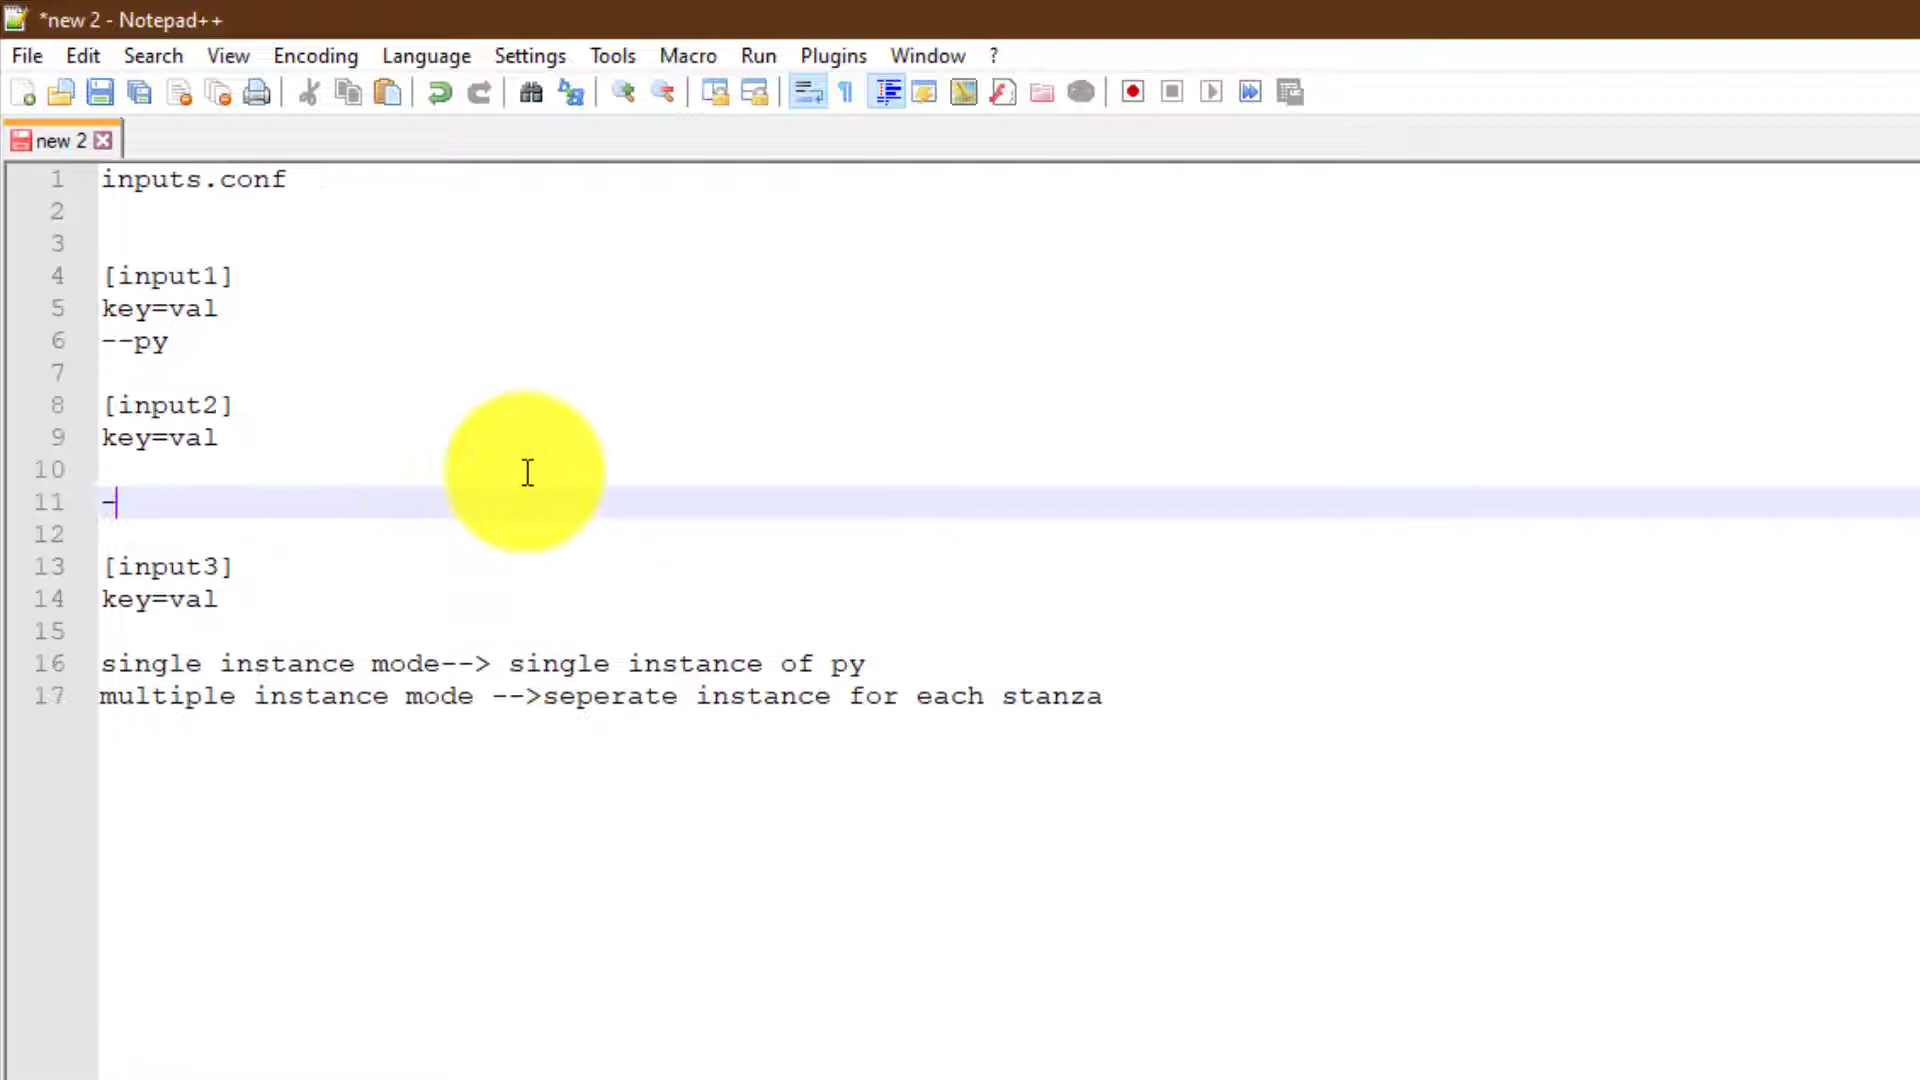 *new 2 - Notepad++
File Edit Search View Encoding Language Settings Tools Macro Run Plugins Window ?
new 2
1 inputs.conf
2
3
4 [input1]
5 key=val
6 --py
7
8 [input2]
9 key=val
10
11 -
12
13 [input3]
14 key=val
15
16 single instance mode--> single instance of py
17 multiple instance mode -->seperate instance for each stanza